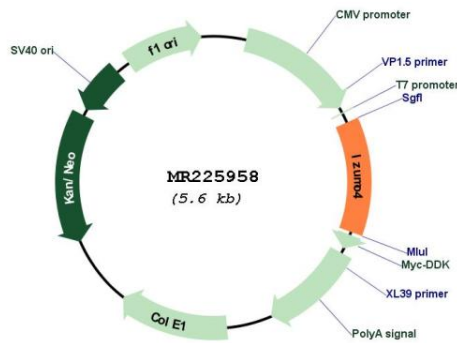 CMV promoter
VP1.5 primer
T7 promoter
SgfI
Izumo4
MluI
Myc-DDK
XL39 primer
PolyA signal
Col E1
Kan/Neo
SV40 ori
f1 ori
MR225958
(5.6 kb)